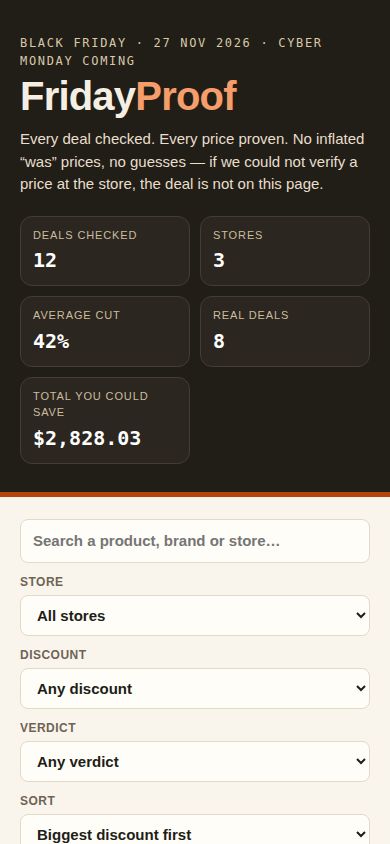 BLACK FRIDAY · 27 NOV 2026 · CYBER
MONDAY COMING
FridayProof
Every deal checked. Every price proven. No inflated
“was” prices, no guesses — if we could not verify a
price at the store, the deal is not on this page.
DEALS CHECKED
12
STORES
3
AVERAGE CUT
42%
REAL DEALS
8
TOTAL YOU COULD
SAVE
$2,828.03
Search a product, brand or store…
STORE
All stores
DISCOUNT
Any discount
VERDICT
Any verdict
SORT
Biggest discount first